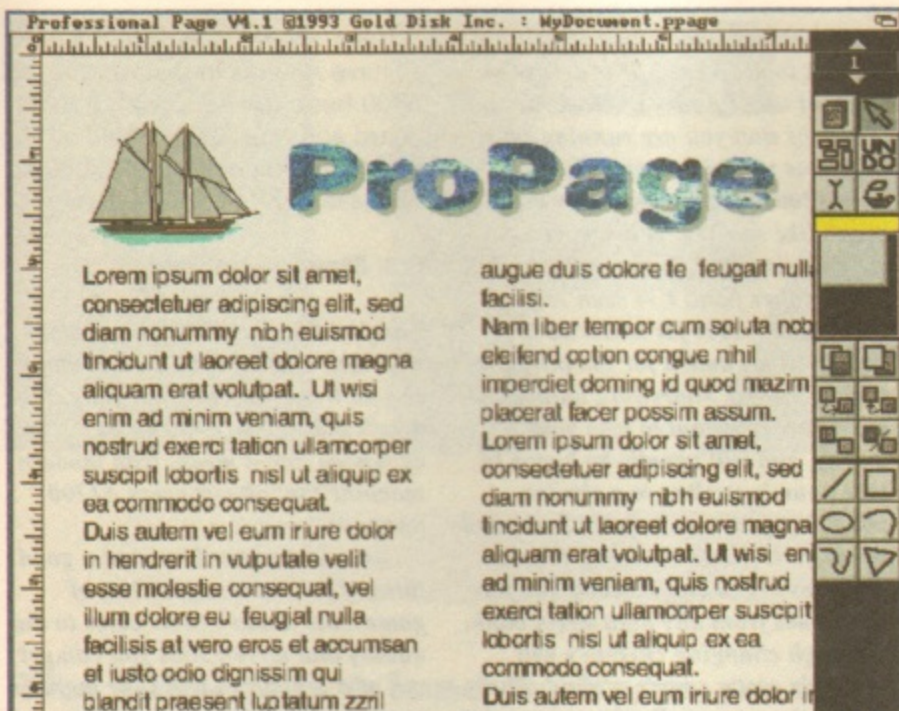 Professional Page V4.1 @1993 Gold Disk Inc. : MyDocument.ppage
1
UNDO
ProPage
Lorem ipsum dolor sit amet,
consectetuer adipiscing elit, sed
diam nonummy nibh euismod
tincidunt ut laoreet dolore magna
aliquam erat volutpat. Ut wisi
enim ad minim veniam, quis
nostrud exerci tation ullamcorper
suscipit lobortis nisl ut aliquip ex
ea commodo consequat.
Duis autem vel eum iriure dolor
in hendrerit in vulputate velit
esse molestie consequat, vel
illum dolore eu feugiat nulla
facilisis at vero eros et accumsan
et iusto odio dignissim qui
blandit praesent luptatum zzril
augue duis dolore te feugait nulla
facilisi.
Nam liber tempor cum soluta nob
eleifend option congue nihil
imperdiet doming id quod mazim
placerat facer possim assum.
Lorem ipsum dolor sit amet,
consectetuer adipiscing elit, sed
diam nonummy nibh euismod
tincidunt ut laoreet dolore magna
aliquam erat volutpat. Ut wisi eni
ad minim veniam, quis nostrud
exerci tation ullamcorper suscipit
lobortis nisl ut aliquip ex ea
commodo consequat.
Duis autem vel eum iriure dolor in